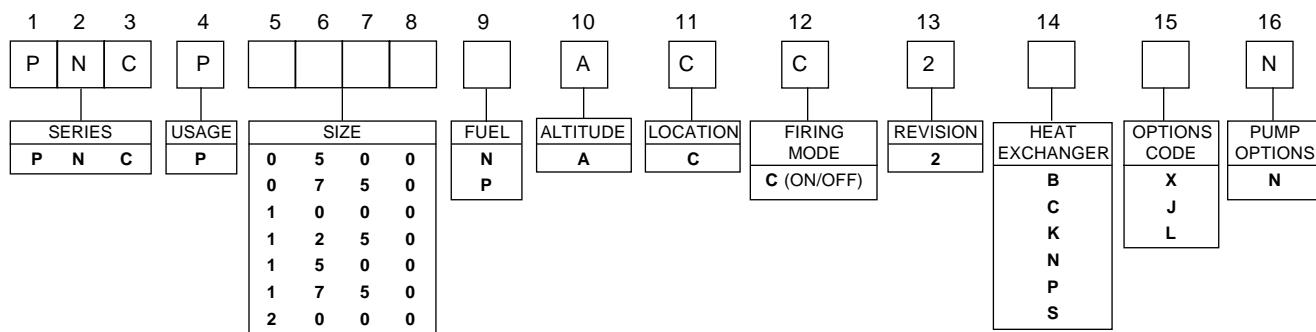 1 2 3 4 5 6 7 8 9 10 11 12 13 14 15 16
P N C P A C C 2 N
SERIES
P N C
USAGE
P
SIZE
0 5 0 0
0 7 5 0
1 0 0 0
1 2 5 0
1 5 0 0
1 7 5 0
2 0 0 0
FUEL
N
P
ALTITUDE
A
LOCATION
C
FIRING
MODE
C (ON/OFF)
REVISION
2
HEAT
EXCHANGER
B
C
K
N
P
S
OPTIONS
CODE
X
J
L
PUMP
OPTIONS
N